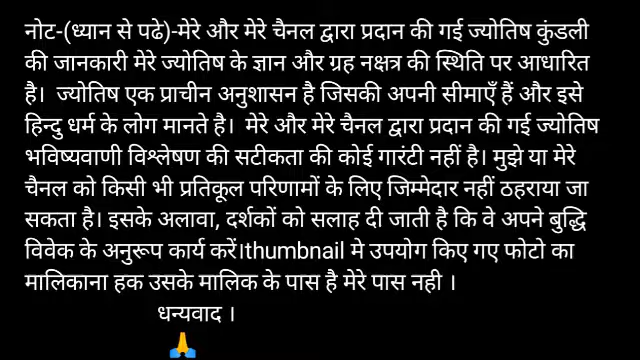 नोट-(ध्यान से पढे)-मेरे और मेरे चैनल द्वारा प्रदान की गई ज्योतिष कुंडली
की जानकारी मेरे ज्योतिष के ज्ञान और ग्रह नक्षत्र की स्थिति पर आधारित
है। ज्योतिष एक प्राचीन अनुशासन है जिसकी अपनी सीमाएँ हैं और इसे
हिन्दु धर्म के लोग मानते है। मेरे और मेरे चैनल द्वारा प्रदान की गई ज्योतिष
भविष्यवाणी विश्लेषण की सटीकता की कोई गारंटी नहीं है। मुझे या मेरे
चैनल को किसी भी प्रतिकूल परिणामों के लिए जिम्मेदार नहीं ठहराया जा
सकता है। इसके अलावा, दर्शकों को सलाह दी जाती है कि वे अपने बुद्धि
विवेक के अनुरूप कार्य करें।thumbnail मे उपयोग किए गए फोटो का
मालिकाना हक उसके मालिक के पास है मेरे पास नही ।
धन्यवाद ।
🙏